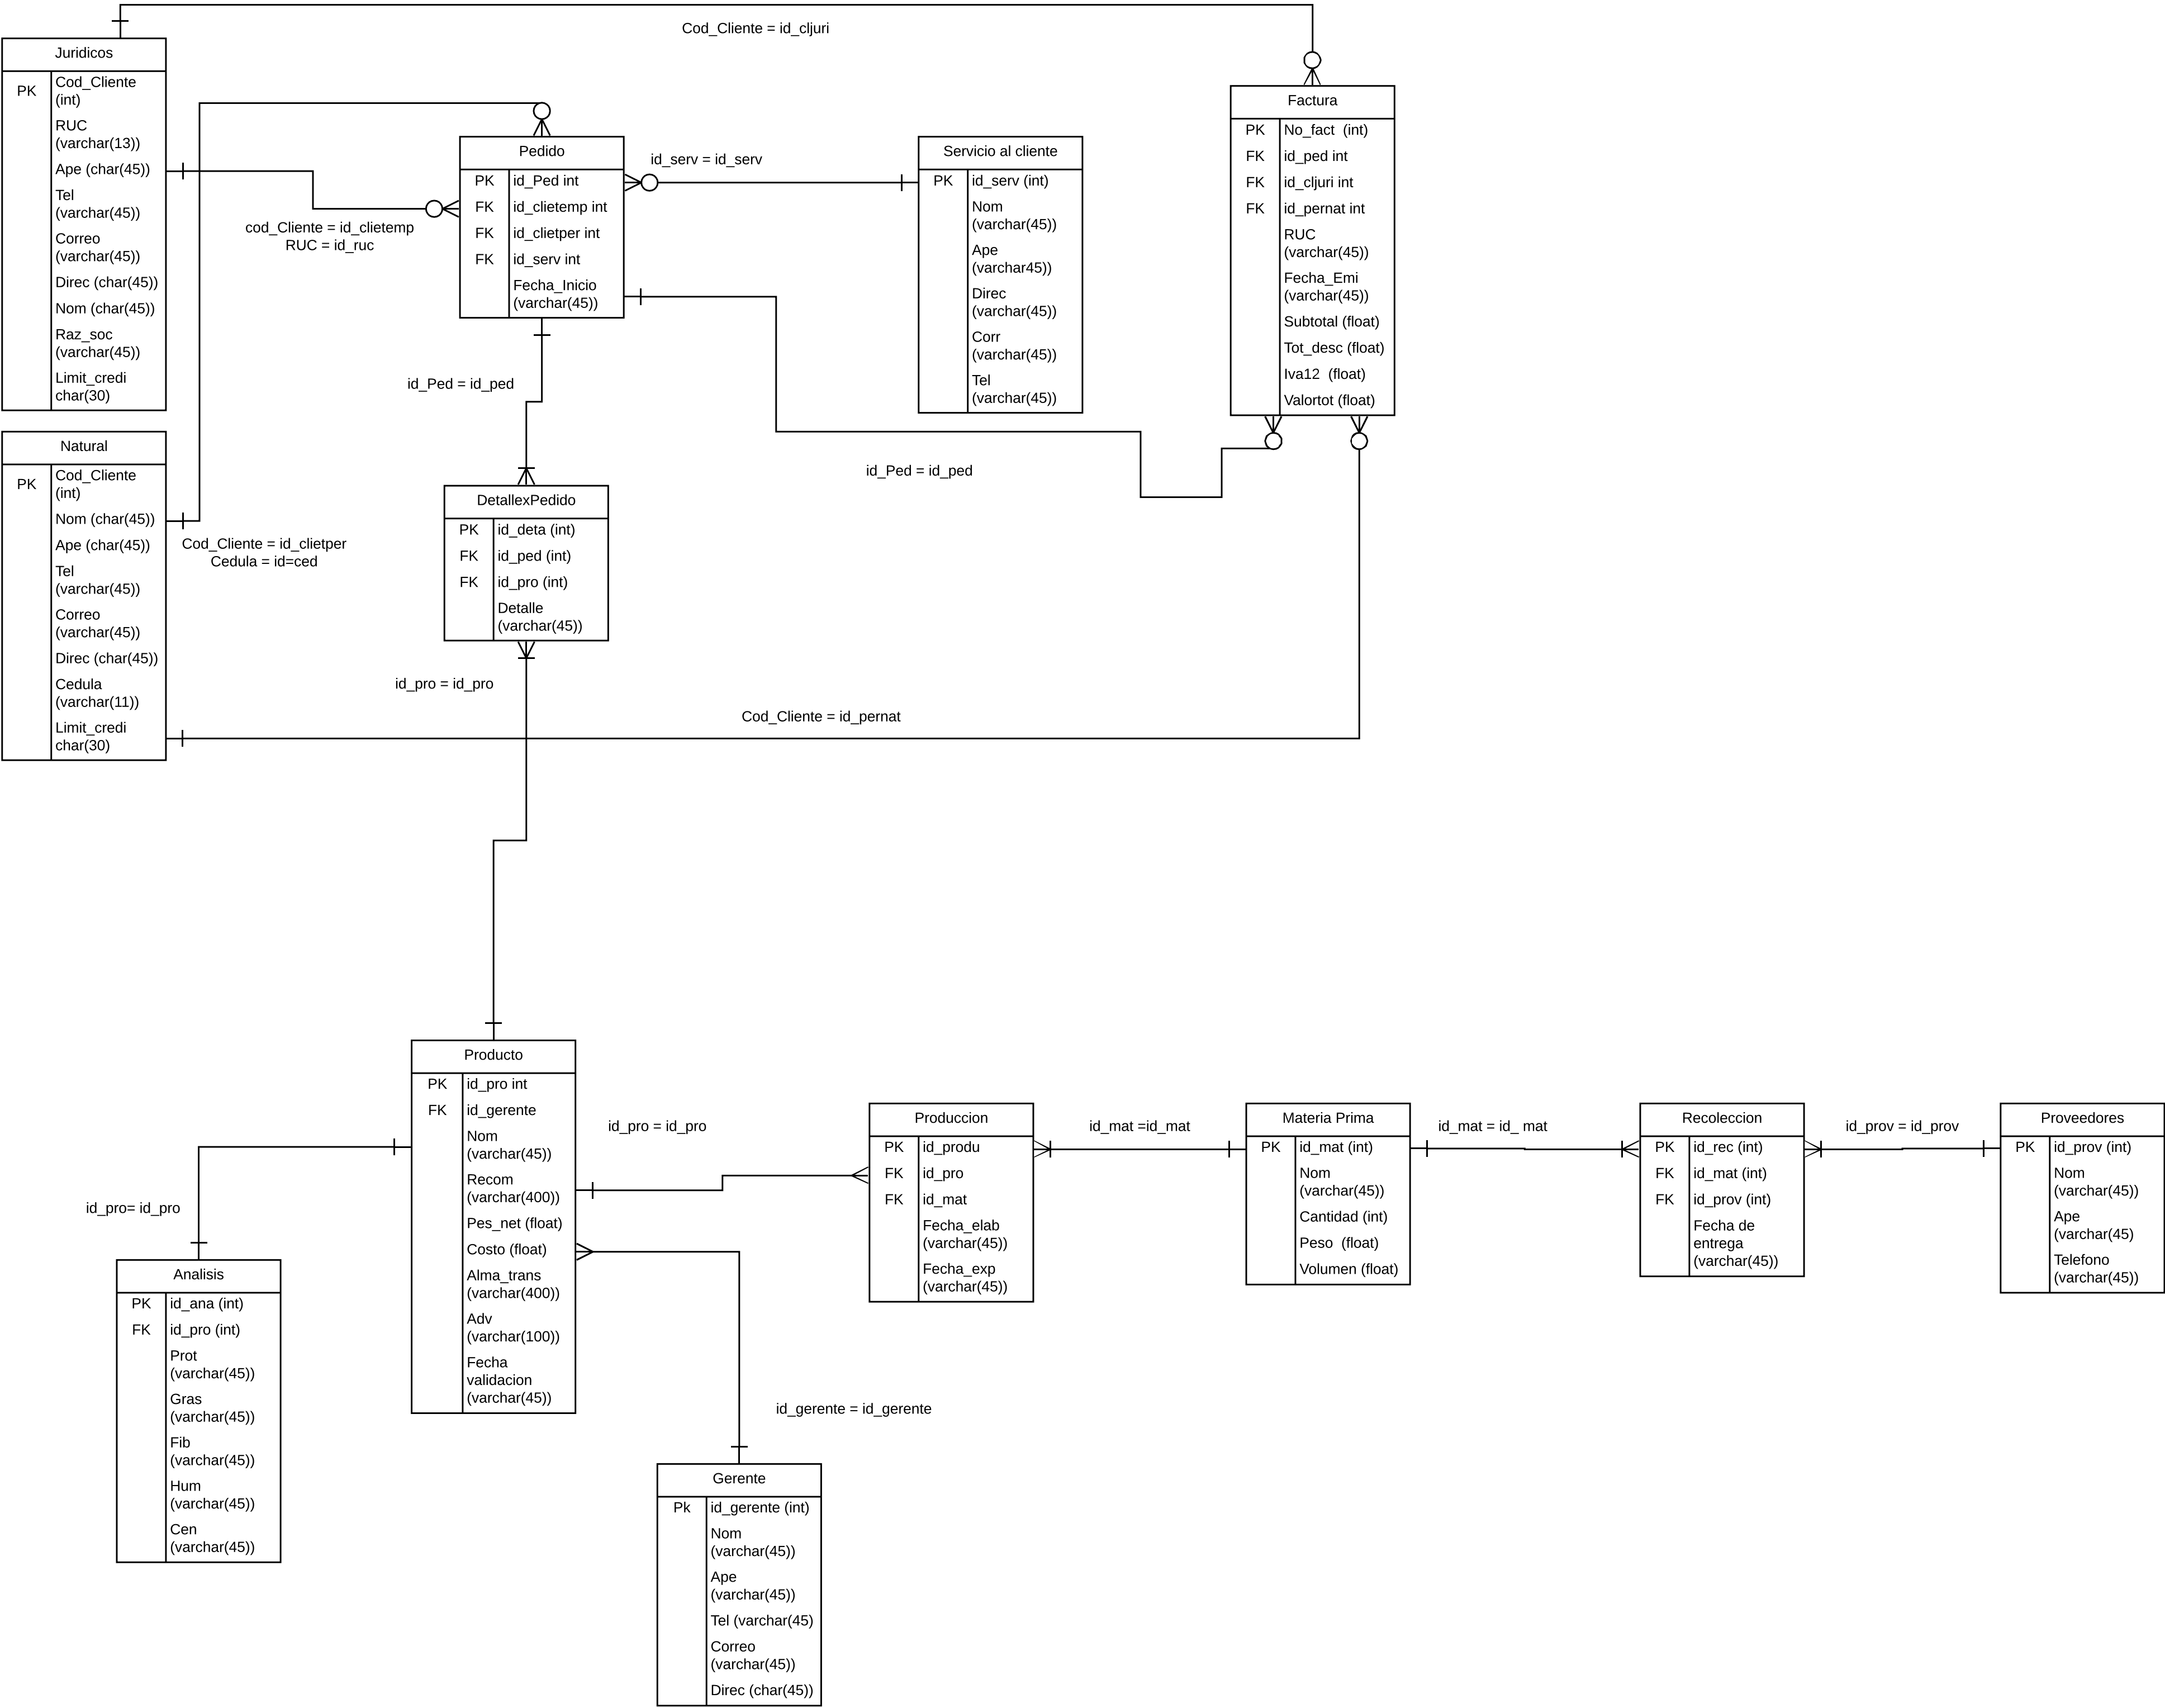 Cod_Cliente = id_cljuri
Juridicos
PK
Cod_Cliente
(int)
RUC
(varchar(13))
Ape (char(45))
Tel
(varchar(45))
Correo
(varchar(45))
Direc (char(45))
Nom (char(45))
Raz_soc
(varchar(45))
Limit_credi
char(30)
cod_Cliente = id_clietemp
RUC = id_ruc
Pedido
PK id_Ped int
FK id_clietemp int
FK id_clietper int
FK id_serv int
Fecha_Inicio
(varchar(45))
id_serv = id_serv
Servicio al cliente
PK id_serv (int)
Nom
(varchar(45))
Ape
(varchar45))
Direc
(varchar(45))
Corr
(varchar(45))
Tel
(varchar(45))
Factura
PK No_fact (int)
FK id_ped int
FK id_cljuri int
FK id_pernat int
RUC
(varchar(45))
Fecha_Emi
(varchar(45))
Subtotal (float)
Tot_desc (float)
Iva12 (float)
Valortot (float)
id_Ped = id_ped
id_Ped = id_ped
Natural
PK
Cod_Cliente
(int)
Nom (char(45))
Ape (char(45))
Tel
(varchar(45))
Correo
(varchar(45))
Direc (char(45))
Cedula
(varchar(11))
Limit_credi
char(30)
Cod_Cliente = id_clietper
Cedula = id=ced
DetallexPedido
PK id_deta (int)
FK id_ped (int)
FK id_pro (int)
Detalle
(varchar(45))
id_pro = id_pro
Cod_Cliente = id_pernat
Producto
PK id_pro int
FK id_gerente
Nom
(varchar(45))
Recom
(varchar(400))
Pes_net (float)
Costo (float)
Alma_trans
(varchar(400))
Adv
(varchar(100))
Fecha
validacion
(varchar(45))
id_pro = id_pro
Produccion
PK id_produ
FK id_pro
FK id_mat
Fecha_elab
(varchar(45))
Fecha_exp
(varchar(45))
id_mat =id_mat
Materia Prima
PK id_mat (int)
Nom
(varchar(45))
Cantidad (int)
Peso (float)
Volumen (float)
id_mat = id_ mat
Recoleccion
PK id_rec (int)
FK id_mat (int)
FK id_prov (int)
Fecha de
entrega
(varchar(45))
id_prov = id_prov
Proveedores
PK id_prov (int)
Nom
(varchar(45))
Ape
(varchar(45)
Telefono
(varchar(45))
id_pro= id_pro
Analisis
PK id_ana (int)
FK id_pro (int)
Prot
(varchar(45))
Gras
(varchar(45))
Fib
(varchar(45))
Hum
(varchar(45))
Cen
(varchar(45))
id_gerente = id_gerente
Gerente
Pk id_gerente (int)
Nom
(varchar(45))
Ape
(varchar(45))
Tel (varchar(45)
Correo
(varchar(45))
Direc (char(45))